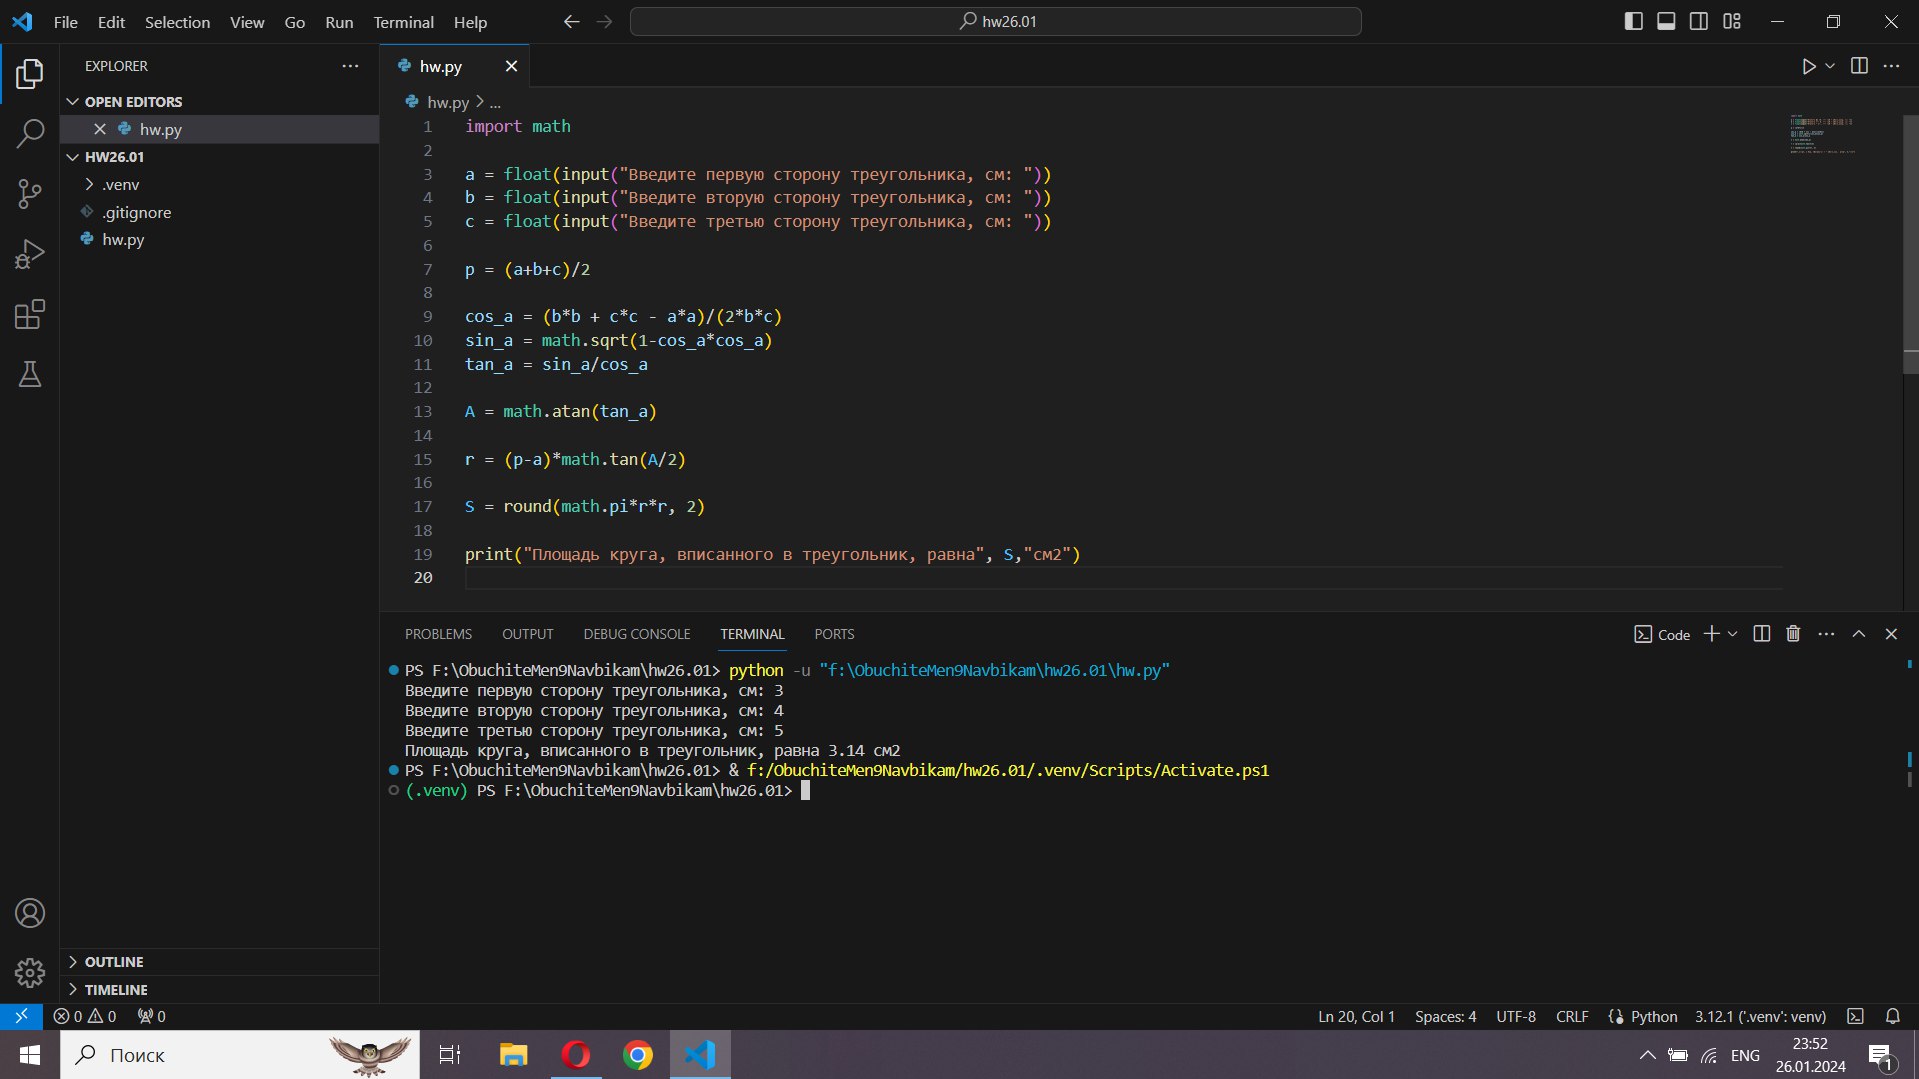 File Edit Selection View Go Run Terminal Help
hw26.01
EXPLORER
OPEN EDITORS
hw.py
HW26.01
.venv
.gitignore
hw.py
OUTLINE
TIMELINE
hw.py
hw.py > ...
1 import math
2
3 a = float(input("Введите первую сторону треугольника, см: "))
4 b = float(input("Введите вторую сторону треугольника, см: "))
5 c = float(input("Введите третью сторону треугольника, см: "))
6
7 p = (a+b+c)/2
8
9 cos_a = (b*b + c*c - a*a)/(2*b*c)
10 sin_a = math.sqrt(1-cos_a*cos_a)
11 tan_a = sin_a/cos_a
12
13 A = math.atan(tan_a)
14
15 r = (p-a)*math.tan(A/2)
16
17 S = round(math.pi*r*r, 2)
18
19 print("Площадь круга, вписанного в треугольник, равна", S,"см2")
20
PROBLEMS OUTPUT DEBUG CONSOLE TERMINAL PORTS
Code
PS F:\ObuchiteMen9Navbikam\hw26.01> python -u "f:\ObuchiteMen9Navbikam\hw26.01\hw.py"
Введите первую сторону треугольника, см: 3
Введите вторую сторону треугольника, см: 4
Введите третью сторону треугольника, см: 5
Площадь круга, вписанного в треугольник, равна 3.14 см2
PS F:\ObuchiteMen9Navbikam\hw26.01> & f:/ObuchiteMen9Navbikam/hw26.01/.venv/Scripts/Activate.ps1
(.venv) PS F:\ObuchiteMen9Navbikam\hw26.01>
0 0 0
Ln 20, Col 1 Spaces: 4 UTF-8 CRLF Python 3.12.1 ('.venv': venv)
Поиск
ENG
23:52
26.01.2024
1